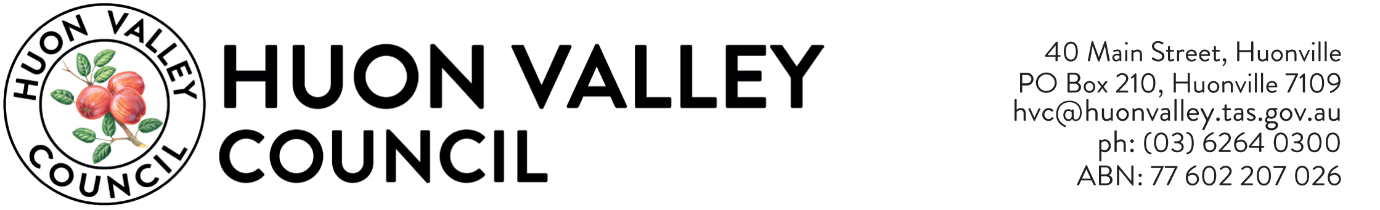 HUON VALLEY
COUNCIL
HUON VALLEY
COUNCIL
40 Main Street, Huonville
PO Box 210, Huonville 7109
hvc@huonvalley.tas.gov.au
ph: (03) 6264 0300
ABN: 77 602 207 026